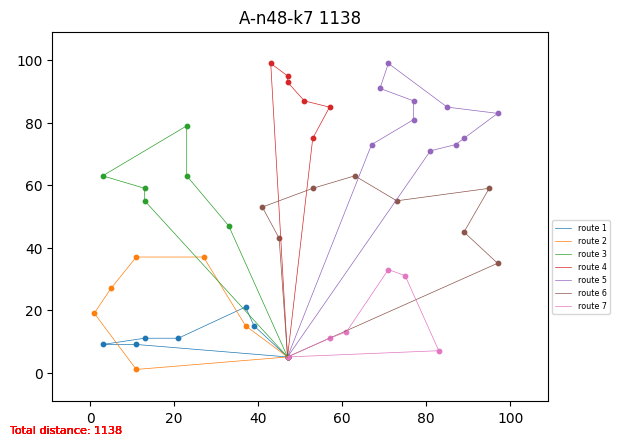 A-n48-k7 1138
100
80
60
40
20
0
0 20 40 60 80 100
route 1
route 2
route 3
route 4
route 5
route 6
route 7
Total distance: 1138